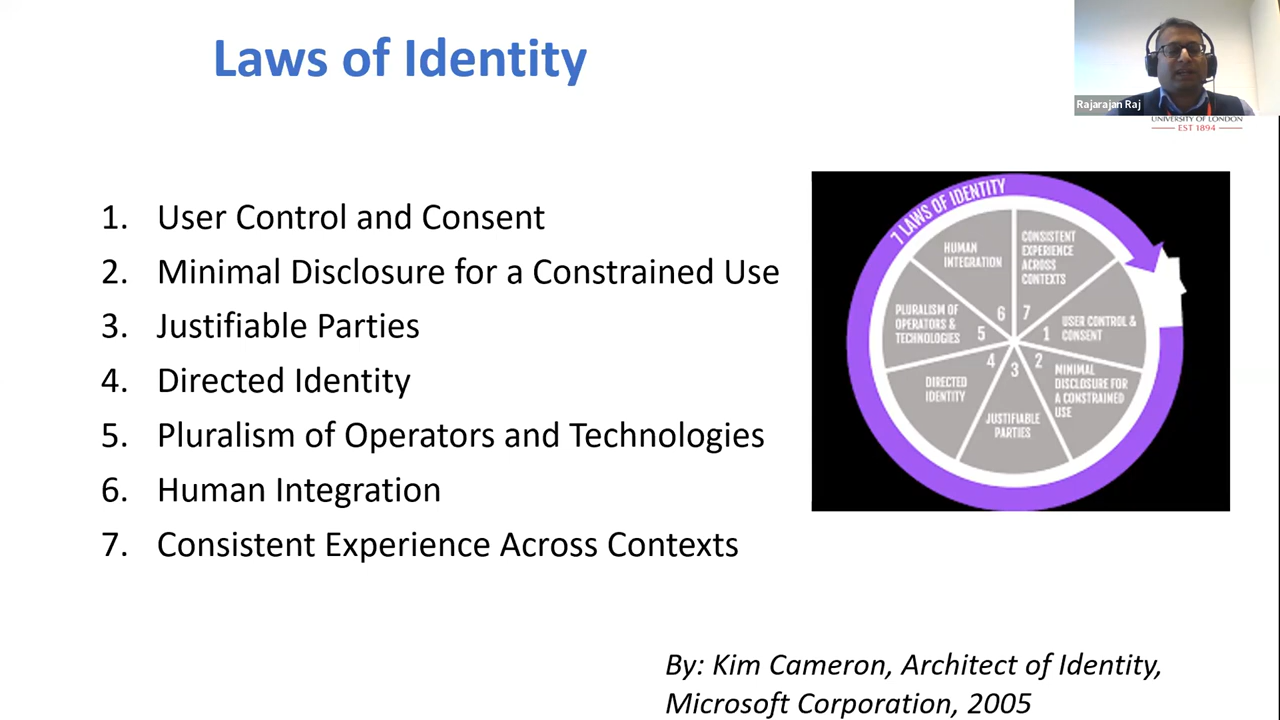 Laws of Identity
Rajarajan Raj
UNIVERSITY OF LONDON
EST 1894
1. User Control and Consent
2. Minimal Disclosure for a Constrained Use
3. Justifiable Parties
4. Directed Identity
5. Pluralism of Operators and Technologies
6. Human Integration
7. Consistent Experience Across Contexts
7 LAWS OF IDENTITY
HUMAN
INTEGRATION
6
CONSISTENT
EXPERIENCE
ACROSS
CONTEXTS
7
PLURALISM OF
OPERATORS &
TECHNOLOGIES
5
1
USER CONTROL &
CONSENT
4
DIRECTED
IDENTITY
3
JUSTIFIABLE
PARTIES
2
MINIMAL
DISCLOSURE FOR
A CONSTRAINED
USE
By: Kim Cameron, Architect of Identity,
Microsoft Corporation, 2005